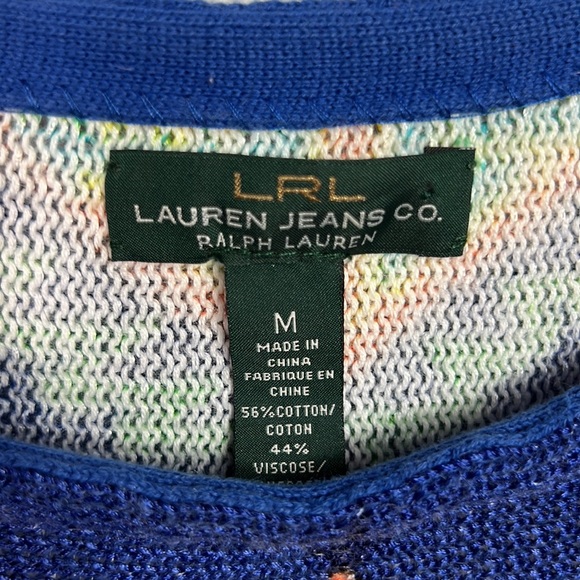 LRL
LAUREN JEANS CO.
RALPH LAUREN
M
MADE IN
CHINA
FABRIQUE EN
CHINE
56%COTTON/
COTON
44%
VISCOSE/